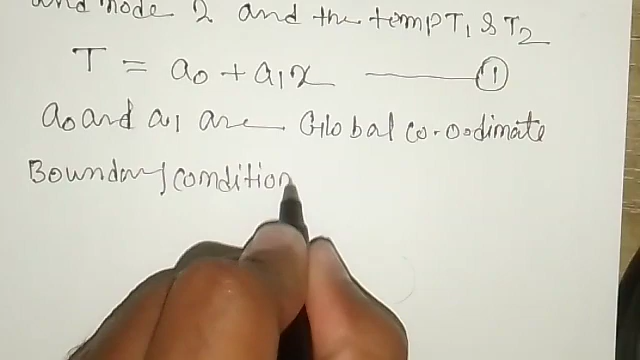 and node 2 and the temp T₁ & T₂
T = a₀ + a₁x ——— ①
a₀ and a₁ are Global co-oodimate
Boundary condition